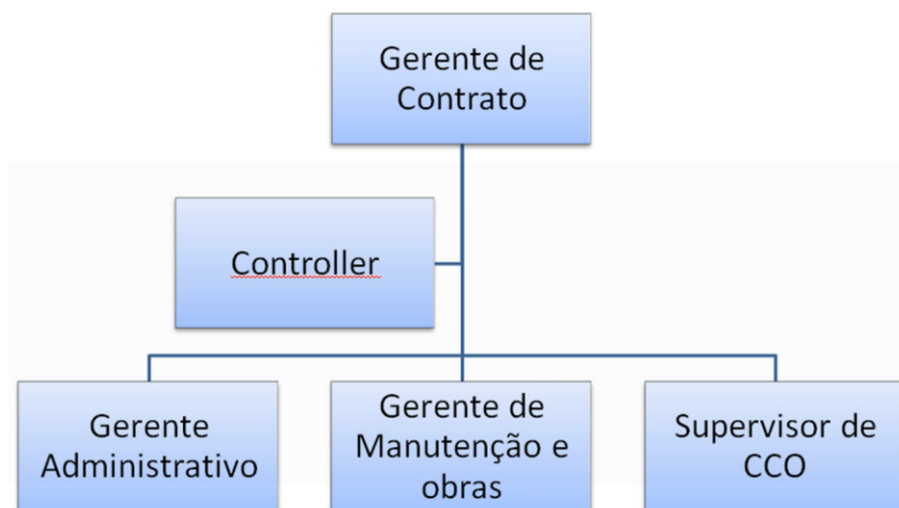 Gerente de
Contrato
Controller
Gerente
Administrativo
Gerente de
Manutenção e
obras
Supervisor de
CCO